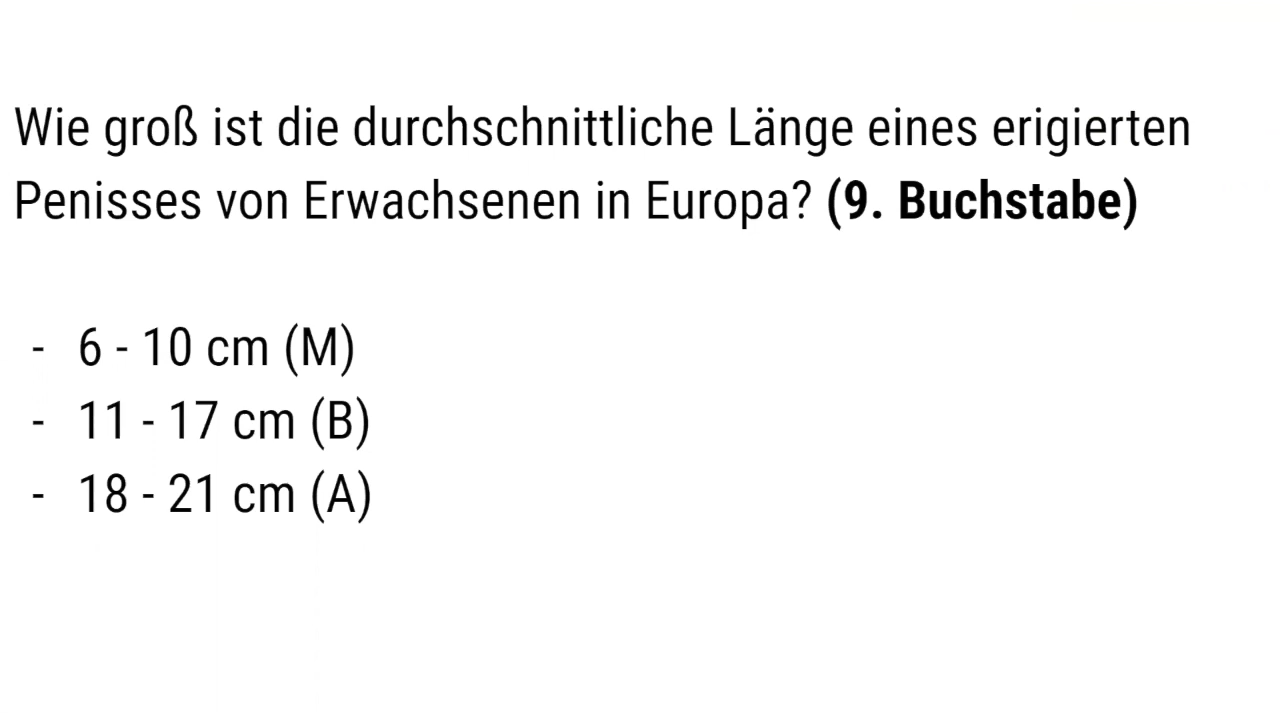 Wie groß ist die durchschnittliche Länge eines erigierten
Penisses von Erwachsenen in Europa? (9. Buchstabe)
- 6 - 10 cm (M)
- 11 - 17 cm (B)
- 18 - 21 cm (A)